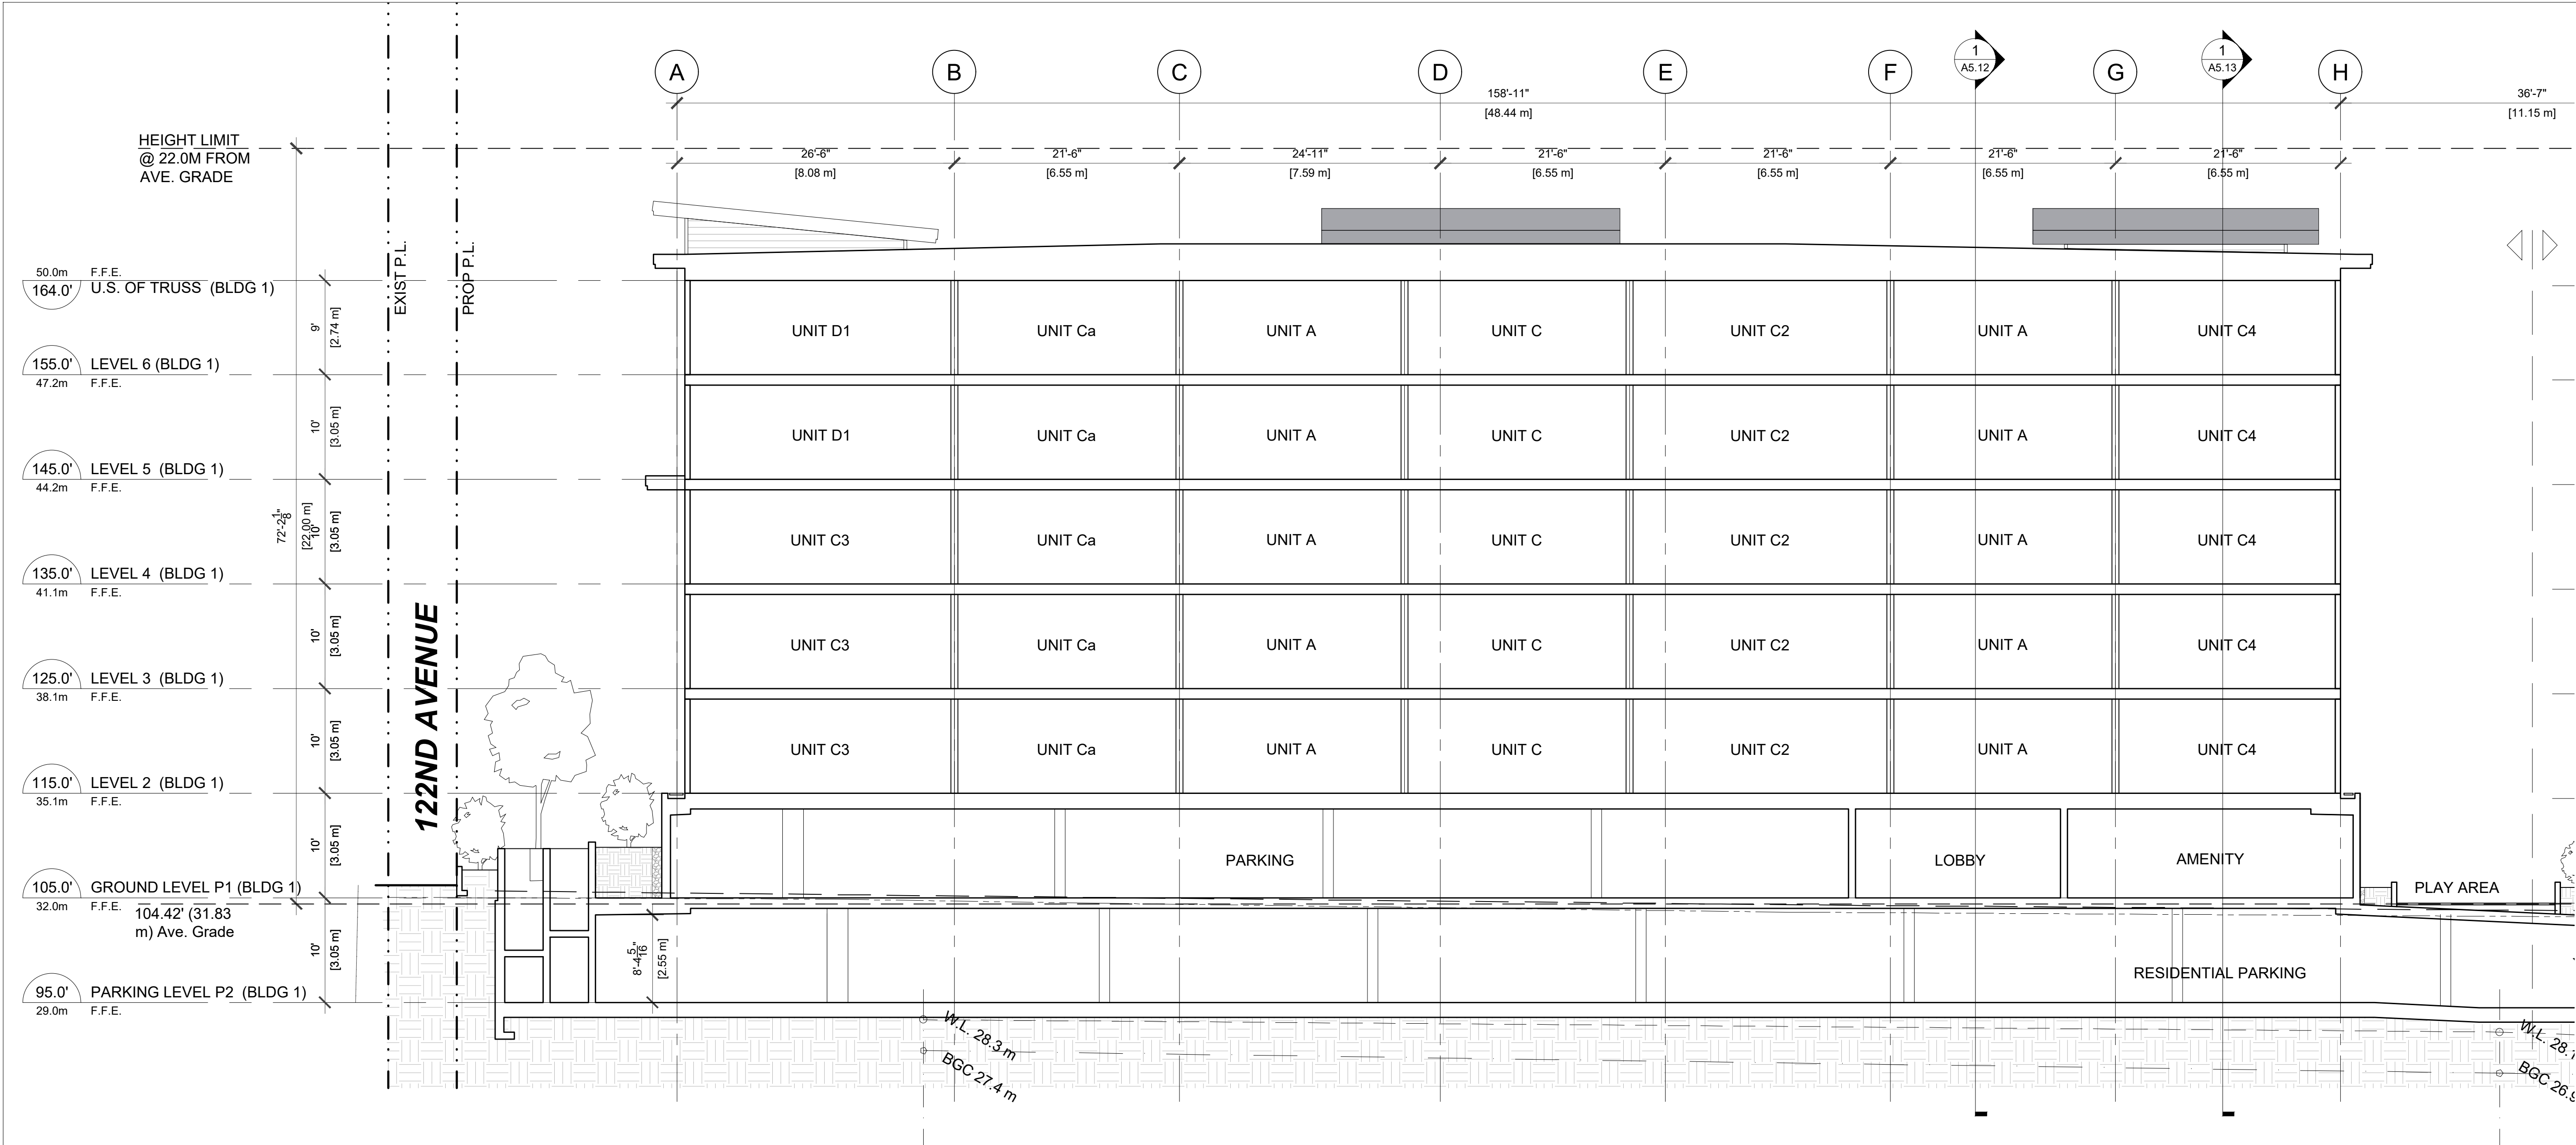 A
B
C
D
E
F
1
A5.12
G
1
A5.13
H
158'-11"
[48.44 m]
36'-7"
[11.15 m]
HEIGHT LIMIT
@ 22.0M FROM
AVE. GRADE
26'-6"
[8.08 m]
21'-6"
[6.55 m]
24'-11"
[7.59 m]
21'-6"
[6.55 m]
21'-6"
[6.55 m]
21'-6"
[6.55 m]
21'-6"
[6.55 m]
EXIST P.L.
PROP P.L.
50.0m F.F.E.
164.0' U.S. OF TRUSS (BLDG 1)
9'
[2.74 m]
UNIT D1
UNIT Ca
UNIT A
UNIT C
UNIT C2
UNIT A
UNIT C4
155.0' LEVEL 6 (BLDG 1)
47.2m F.F.E.
10'
[3.05 m]
UNIT D1
UNIT Ca
UNIT A
UNIT C
UNIT C2
UNIT A
UNIT C4
145.0' LEVEL 5 (BLDG 1)
44.2m F.F.E.
72'-2 1/8"
[22.00 m]
10'
[3.05 m]
UNIT C3
UNIT Ca
UNIT A
UNIT C
UNIT C2
UNIT A
UNIT C4
135.0' LEVEL 4 (BLDG 1)
41.1m F.F.E.
122ND AVENUE
10'
[3.05 m]
UNIT C3
UNIT Ca
UNIT A
UNIT C
UNIT C2
UNIT A
UNIT C4
125.0' LEVEL 3 (BLDG 1)
38.1m F.F.E.
10'
[3.05 m]
UNIT C3
UNIT Ca
UNIT A
UNIT C
UNIT C2
UNIT A
UNIT C4
115.0' LEVEL 2 (BLDG 1)
35.1m F.F.E.
10'
[3.05 m]
PARKING
LOBBY
AMENITY
PLAY AREA
105.0' GROUND LEVEL P1 (BLDG 1)
32.0m F.F.E.
104.42' (31.83
m) Ave. Grade
10'
[3.05 m]
8'-4 5/16"
[2.55 m]
RESIDENTIAL PARKING
95.0' PARKING LEVEL P2 (BLDG 1)
29.0m F.F.E.
W.L. 28.3 m
BGC 27.4 m
W.L. 28.
BGC 26.9